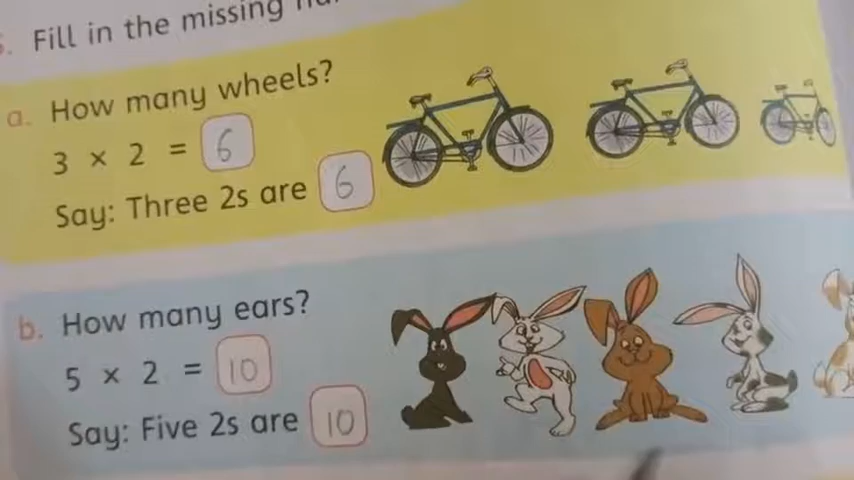 5. Fill in the missing
a. How many wheels?
3 × 2 = 6
Say: Three 2s are 6
b. How many ears?
5 × 2 = 10
Say: Five 2s are 10